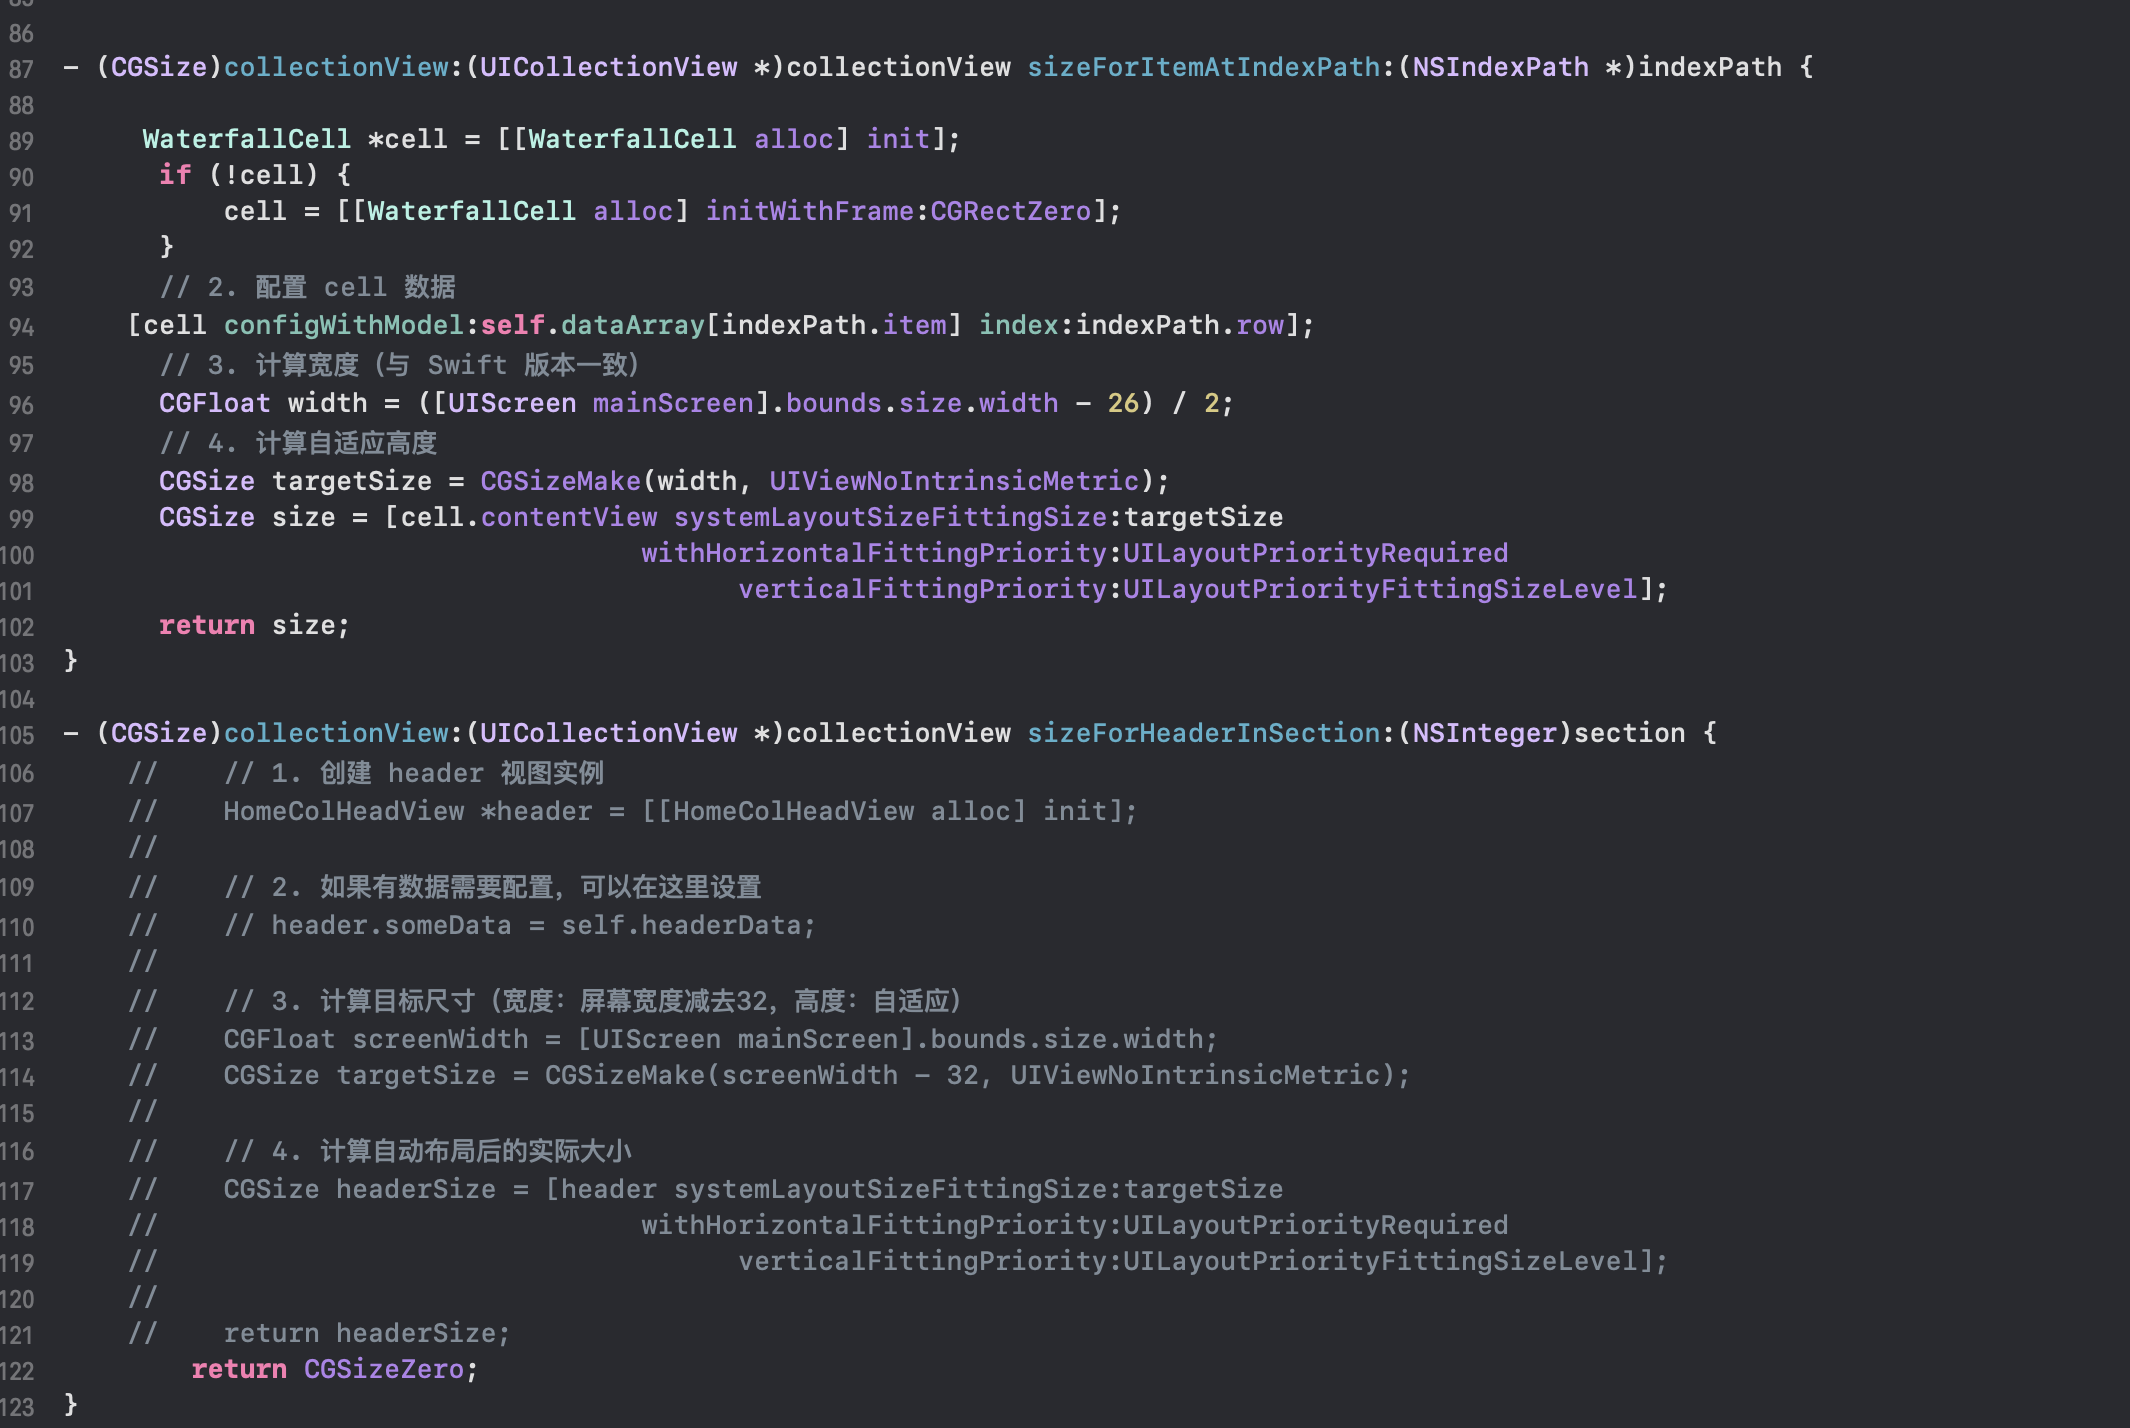 86
87 - (CGSize)collectionView:(UICollectionView *)collectionView sizeForItemAtIndexPath:(NSIndexPath *)indexPath {
88
89 WaterfallCell *cell = [[WaterfallCell alloc] init];
90 if (!cell) {
91 cell = [[WaterfallCell alloc] initWithFrame:CGRectZero];
92 }
93 // 2. 配置 cell 数据
94 [cell configWithModel:self.dataArray[indexPath.item] index:indexPath.row];
95 // 3. 计算宽度（与 Swift 版本一致）
96 CGFloat width = ([UIScreen mainScreen].bounds.size.width - 26) / 2;
97 // 4. 计算自适应高度
98 CGSize targetSize = CGSizeMake(width, UIViewNoIntrinsicMetric);
99 CGSize size = [cell.contentView systemLayoutSizeFittingSize:targetSize
100 withHorizontalFittingPriority:UILayoutPriorityRequired
101 verticalFittingPriority:UILayoutPriorityFittingSizeLevel];
102 return size;
103 }
104
105 - (CGSize)collectionView:(UICollectionView *)collectionView sizeForHeaderInSection:(NSInteger)section {
106 // // 1. 创建 header 视图实例
107 // HomeColHeadView *header = [[HomeColHeadView alloc] init];
108 //
109 // // 2. 如果有数据需要配置，可以在这里设置
110 // // header.someData = self.headerData;
111 //
112 // // 3. 计算目标尺寸（宽度：屏幕宽度减去32，高度：自适应）
113 // CGFloat screenWidth = [UIScreen mainScreen].bounds.size.width;
114 // CGSize targetSize = CGSizeMake(screenWidth - 32, UIViewNoIntrinsicMetric);
115 //
116 // // 4. 计算自动布局后的实际大小
117 // CGSize headerSize = [header systemLayoutSizeFittingSize:targetSize
118 // withHorizontalFittingPriority:UILayoutPriorityRequired
119 // verticalFittingPriority:UILayoutPriorityFittingSizeLevel];
120 //
121 // return headerSize;
122 return CGSizeZero;
123 }